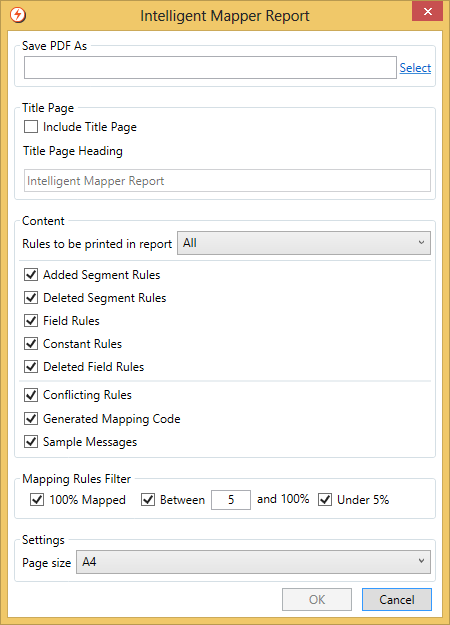 Intelligent Mapper Report
Save PDF As
Select
Title Page
Include Title Page
Title Page Heading
Intelligent Mapper Report
Content
Rules to be printed in report All
Added Segment Rules
Deleted Segment Rules
Field Rules
Constant Rules
Deleted Field Rules
Conflicting Rules
Generated Mapping Code
Sample Messages
Mapping Rules Filter
100% Mapped Between 5 and 100% Under 5%
Settings
Page size A4
OK Cancel